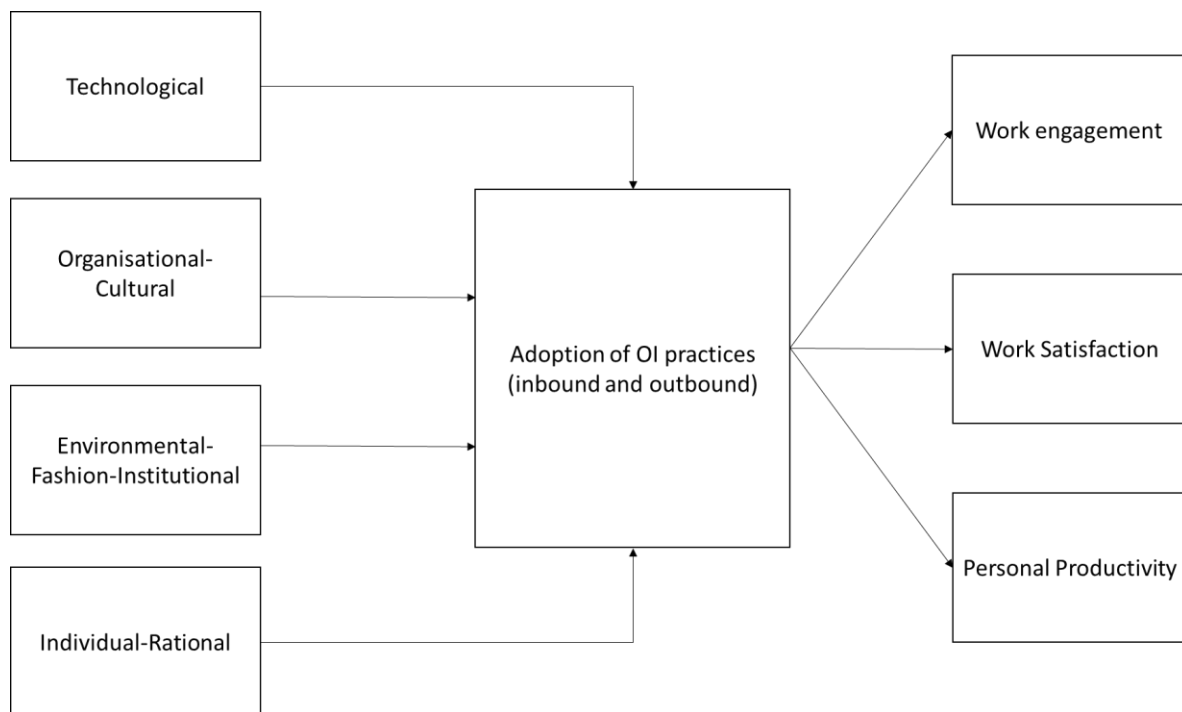 Technological
Organisational-
Cultural
Environmental-
Fashion-Institutional
Individual-Rational
Adoption of OI practices
(inbound and outbound)
Work engagement
Work Satisfaction
Personal Productivity